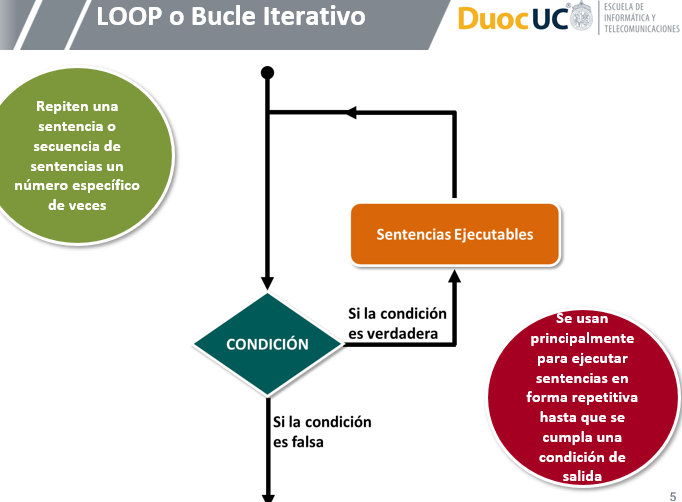 LOOP o Bucle Iterativo
DuocUC
ESCUELA DE
INFORMÁTICA Y
TELECOMUNICACIONES
Repiten una
sentencia o
secuencia de
sentencias un
número específico
de veces
Sentencias Ejecutables
Si la condición
es verdadera
CONDICIÓN
Se usan
principalmente
para ejecutar
sentencias en
forma repetitiva
hasta que se
cumpla una
condición de
salida
Si la condición
es falsa
5